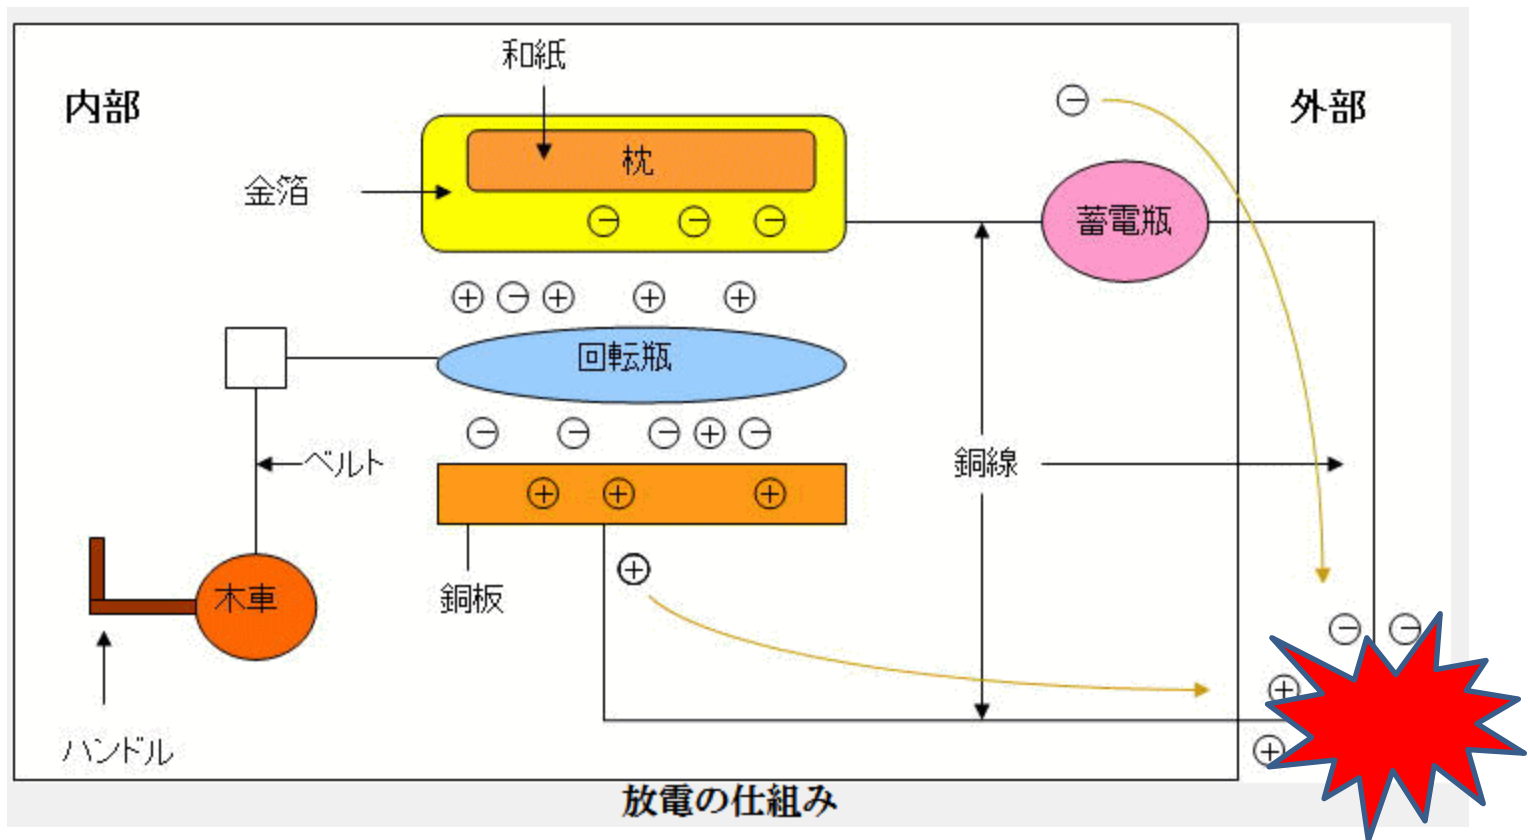 和紙
内部
外部
枕
金箔
蓄電瓶
回転瓶
ベルト
銅線
木車
銅板
ハンドル
放電の仕組み